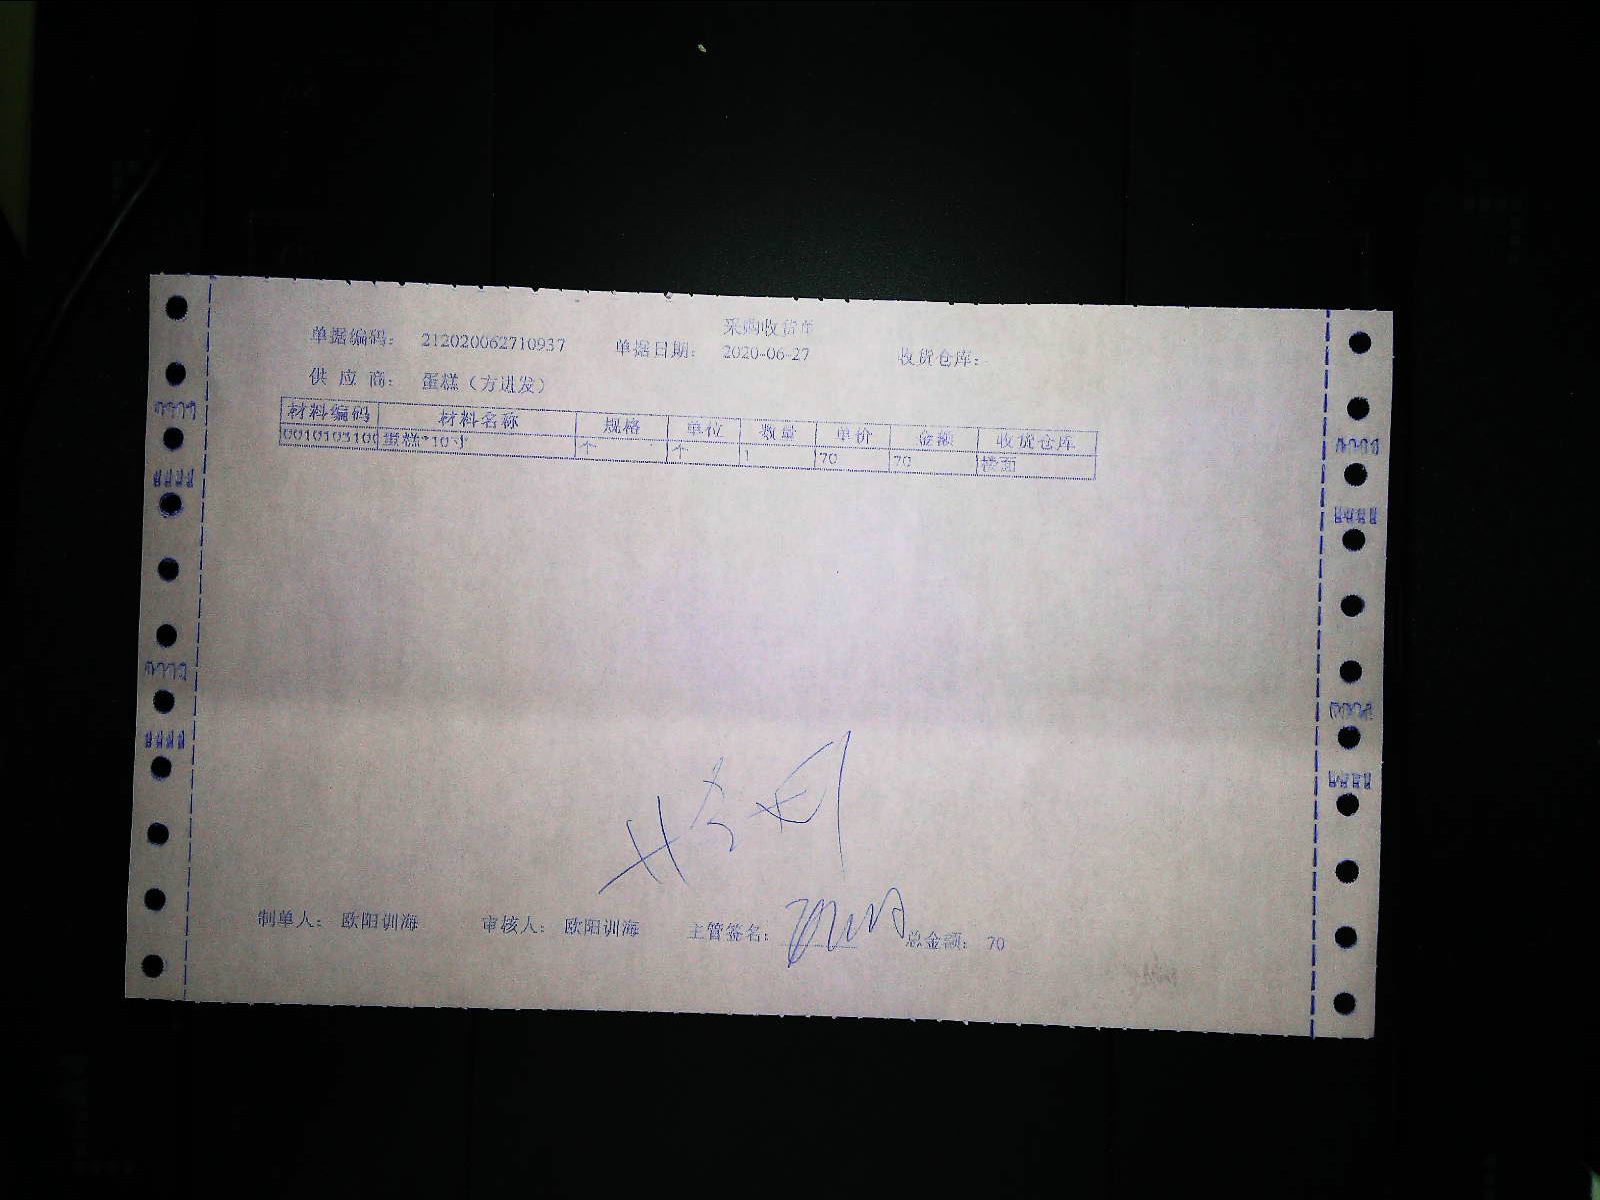 采购收货单
单据编码： 212020062710937 单据日期： 2020-06-27 收货仓库：
供 应 商： 蛋糕（方进发）
材料编码 材料名称 规格 单位 数量 单价 金额 收货仓库
蛋糕*10寸 个 个 1 70 70 楼面
制单人： 欧阳训海 审核人： 欧阳训海 主管签名： 总金额： 70